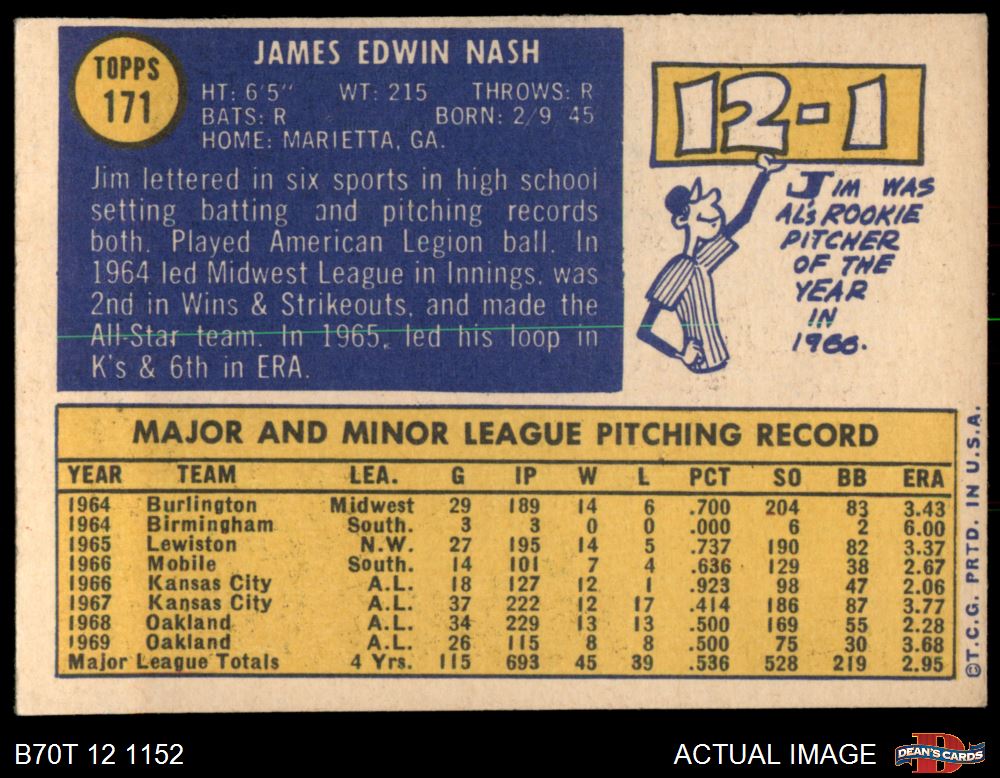 TOPPS
171
JAMES EDWIN NASH
HT: 6'5" WT: 215 THROWS: R
BATS: R BORN: 2/9 45
HOME: MARIETTA, GA.
Jim lettered in six sports in high school
setting batting and pitching records
both. Played American Legion ball. In
1964 led Midwest League in Innings, was
2nd in Wins & Strikeouts, and made the
All-Star team. In 1965, led his loop in
K's & 6th in ERA.
12-1
JIM WAS
AL's ROOKIE
PITCHER
OF THE
YEAR
IN
1966.
MAJOR AND MINOR LEAGUE PITCHING RECORD
YEAR TEAM LEA. G IP W L PCT SO BB ERA
1964 Burlington Midwest 29 189 14 6 .700 204 83 3.43
1964 Birmingham South. 3 3 0 0 .000 6 2 6.00
1965 Lewiston N.W. 27 195 14 5 .737 190 82 3.37
1966 Mobile South. 14 101 7 4 .636 129 38 2.67
1966 Kansas City A.L. 18 127 12 1 .923 98 47 2.06
1967 Kansas City A.L. 37 222 12 17 .414 186 87 3.77
1968 Oakland A.L. 34 229 13 13 .500 169 55 2.28
1969 Oakland A.L. 26 115 8 8 .500 75 30 3.68
Major League Totals 4 Yrs. 115 693 45 39 .536 528 219 2.95
©T.C.G. PRTD. IN U.S.A.
B70T 12 1152
ACTUAL IMAGE
DEAN'S CARDS